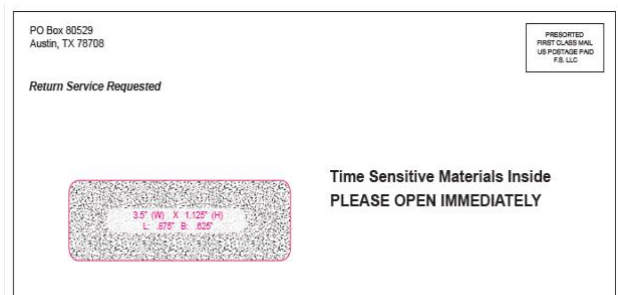 PO Box 80529
Austin, TX 78708
PRESORTED
FIRST CLASS MAIL
US POSTAGE PAID
F.S. LLC
Return Service Requested
Time Sensitive Materials Inside
PLEASE OPEN IMMEDIATELY
3.5" (W) X 1.125" (H)
L: .875" B: .625"